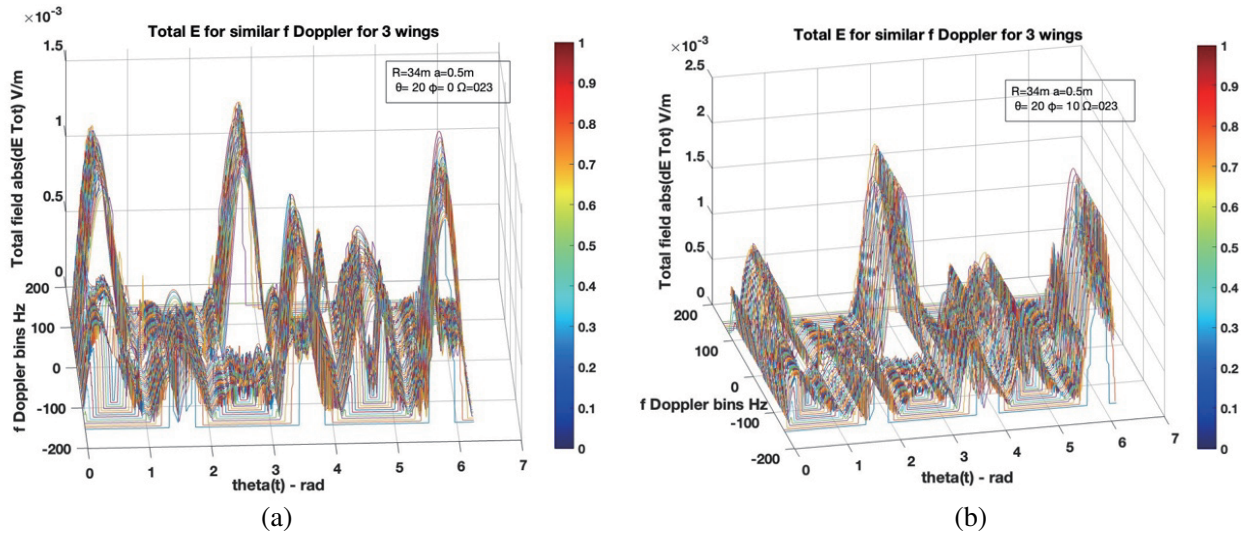 ×10⁻³
Total E for similar f Doppler for 3 wings
1.5
1
0.5
0
Total field abs(dE Tot) V/m
R=34m a=0.5m
θ= 20 ϕ= 0 Ω=023
200
100
0
-100
-200
f Doppler bins Hz
0 1 2 3 4 5 6 7
theta(t) - rad
1
0.9
0.8
0.7
0.6
0.5
0.4
0.3
0.2
0.1
0
(a)
×10⁻³
Total E for similar f Doppler for 3 wings
2.5
2
1.5
1
0.5
0
Total field abs(dE Tot) V/m
R=34m a=0.5m
θ= 20 ϕ= 10 Ω=023
200
100
0
-100
-200
f Doppler bins Hz
0 1 2 3 4 5 6 7
theta(t) - rad
1
0.9
0.8
0.7
0.6
0.5
0.4
0.3
0.2
0.1
0
(b)